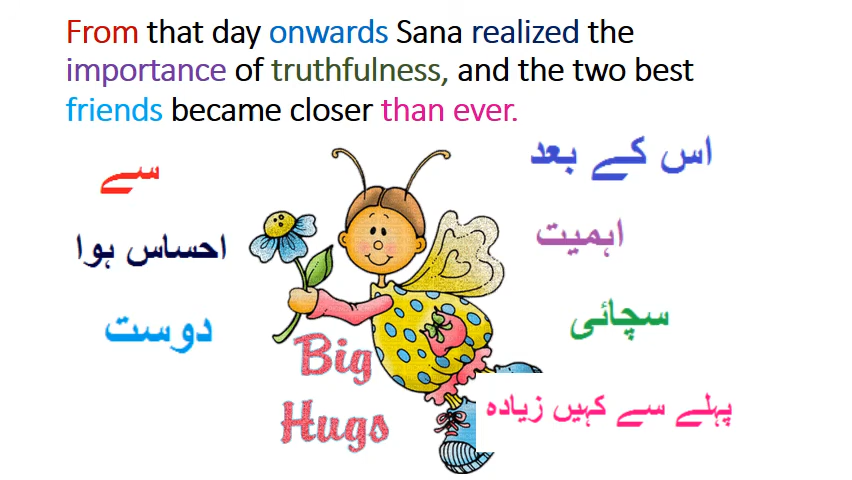 From that day onwards Sana realized the
importance of truthfulness, and the two best
friends became closer than ever.
سے
اس کے بعد
احساس ہوا
اہمیت
دوست
سچائی
پہلے سے کہیں زیادہ
Big
Hugs